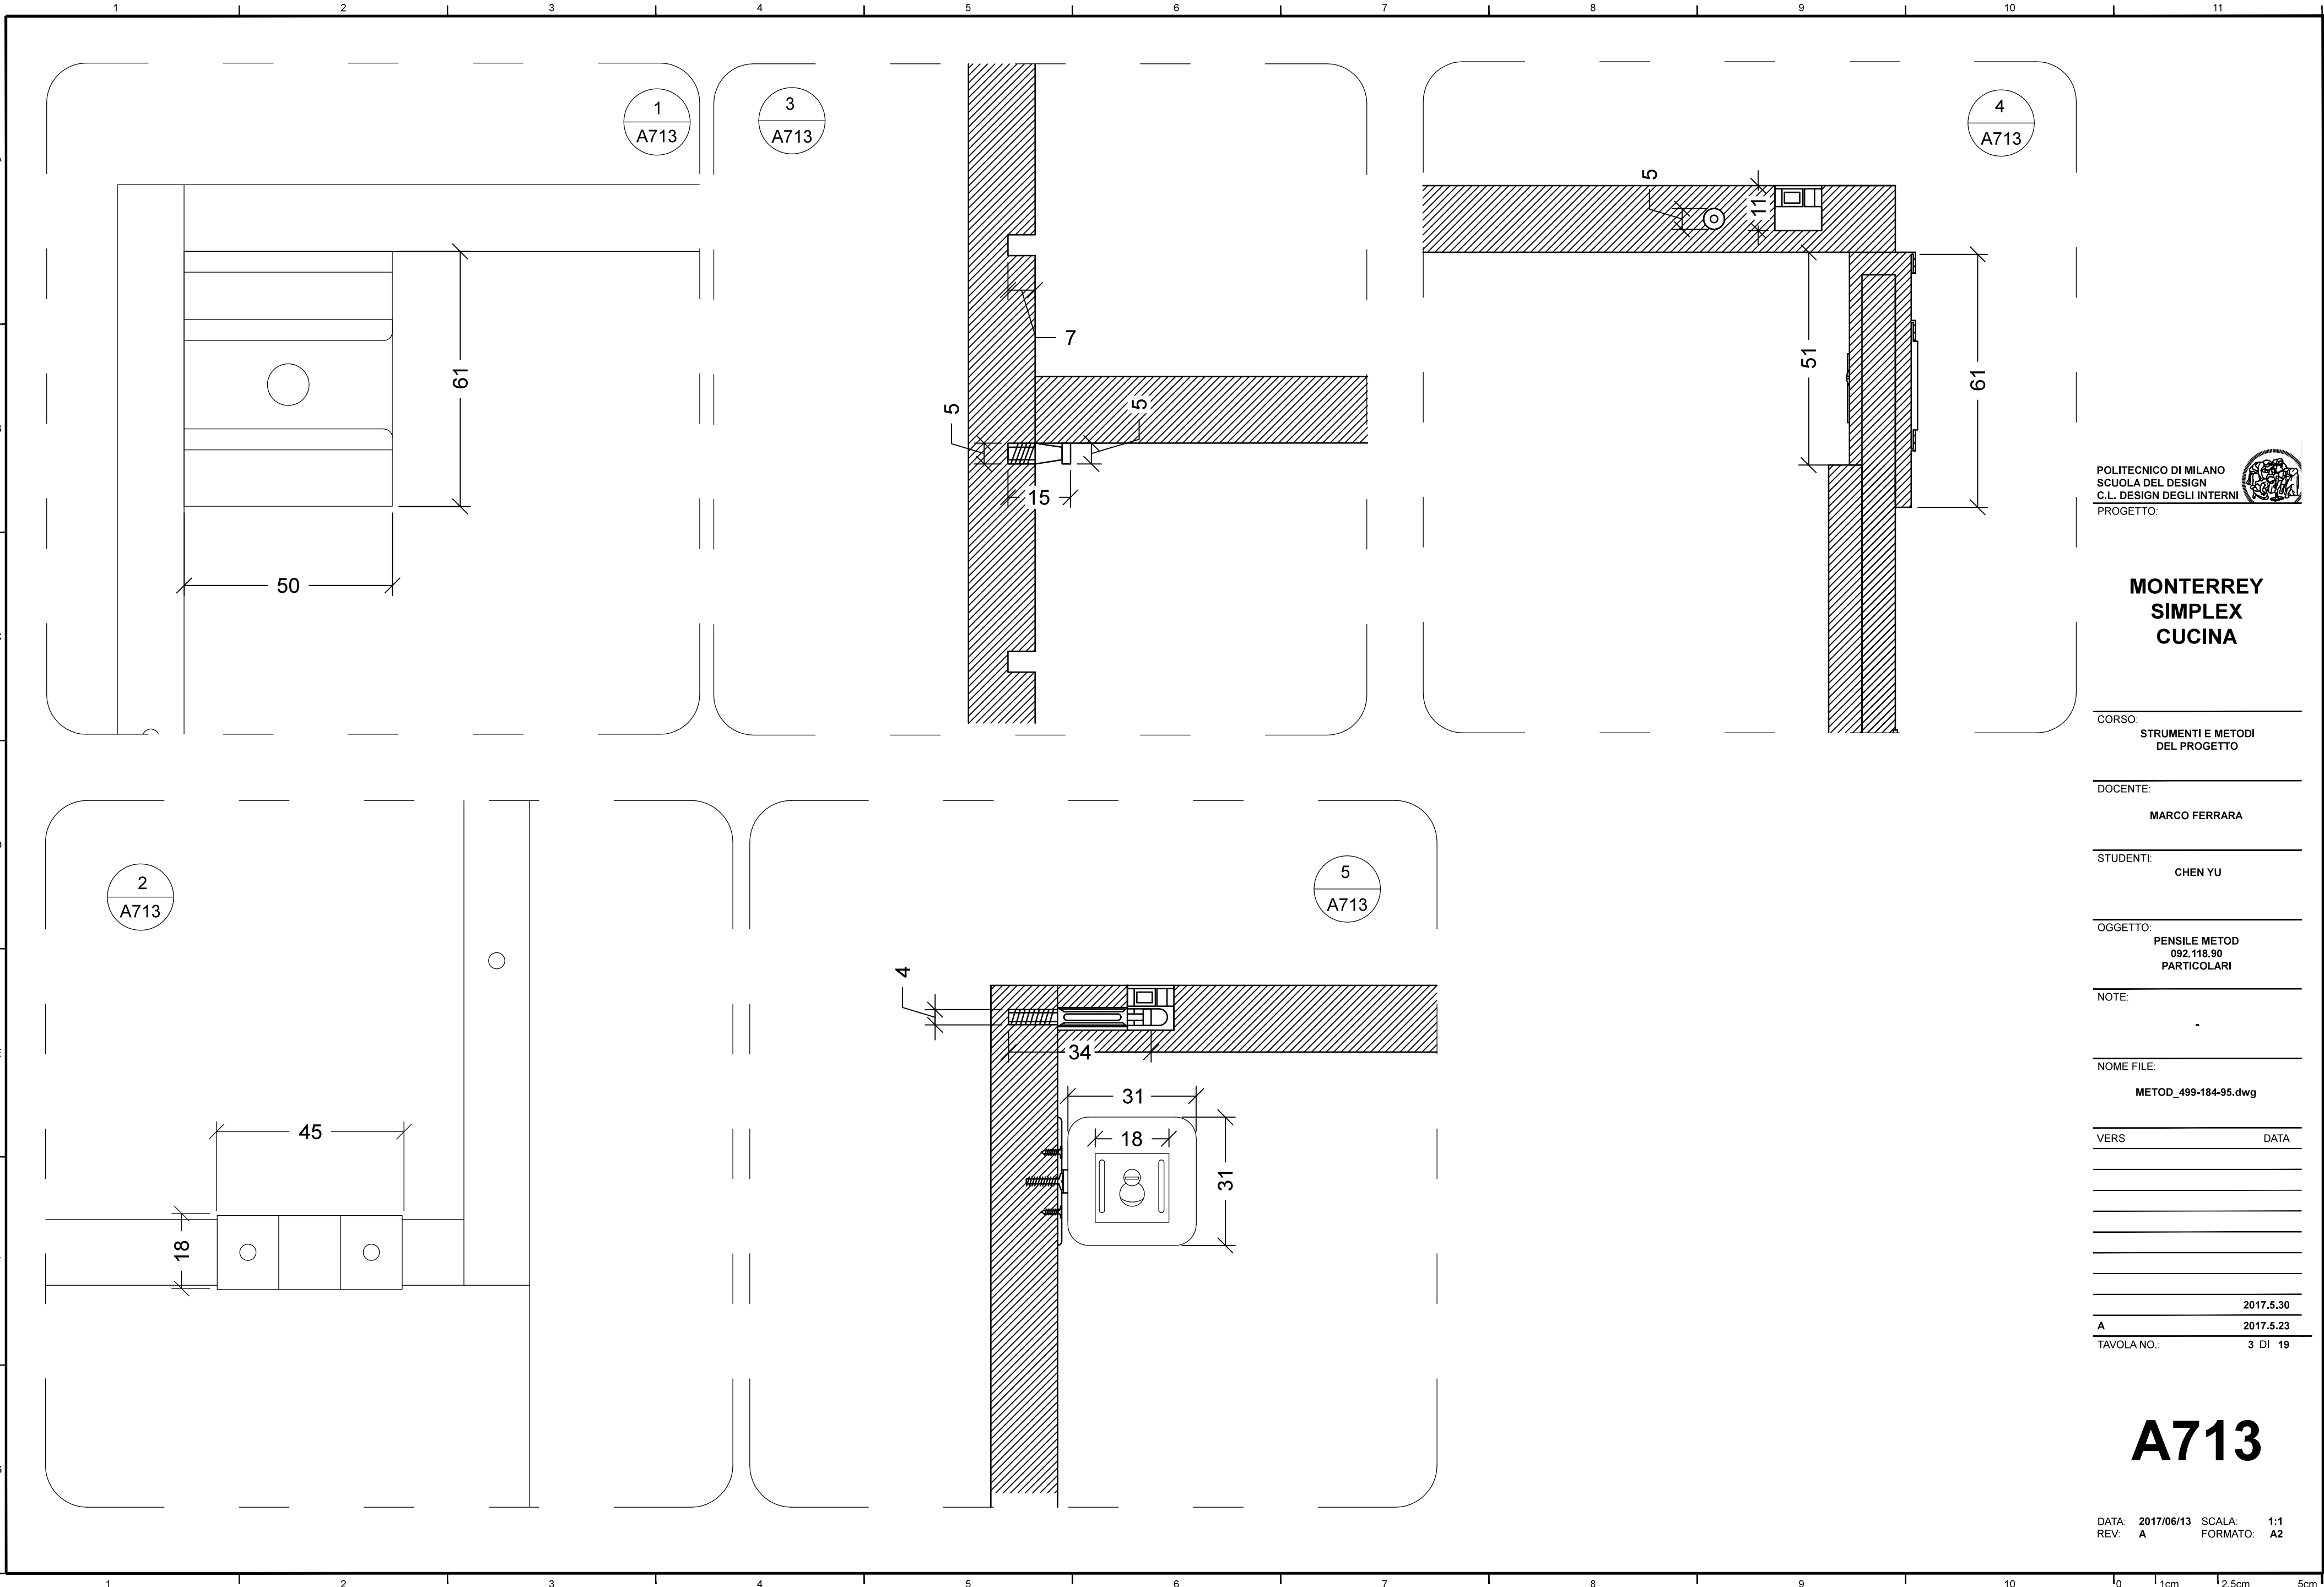 1 2 3 4 5 6 7 8 9 10 11
1
A713
3
A713
4
A713
61
50
7
5
5
15
5
11
51
61
2
A713
45
18
5
A713
4
34
31
18
31
POLITECNICO DI MILANO
SCUOLA DEL DESIGN
C.L. DESIGN DEGLI INTERNI
PROGETTO:
MONTERREY
SIMPLEX
CUCINA
CORSO:
STRUMENTI E METODI
DEL PROGETTO
DOCENTE:
MARCO FERRARA
STUDENTI:
CHEN YU
OGGETTO:
PENSILE METOD
092.118.90
PARTICOLARI
NOTE:
-
NOME FILE:
METOD_499-184-95.dwg
VERS DATA
2017.5.30
A 2017.5.23
TAVOLA NO.: 3 DI 19
A713
DATA: 2017/06/13 SCALA: 1:1
REV: A FORMATO: A2
1 2 3 4 5 6 7 8 9 10 0 1cm 2.5cm 5cm